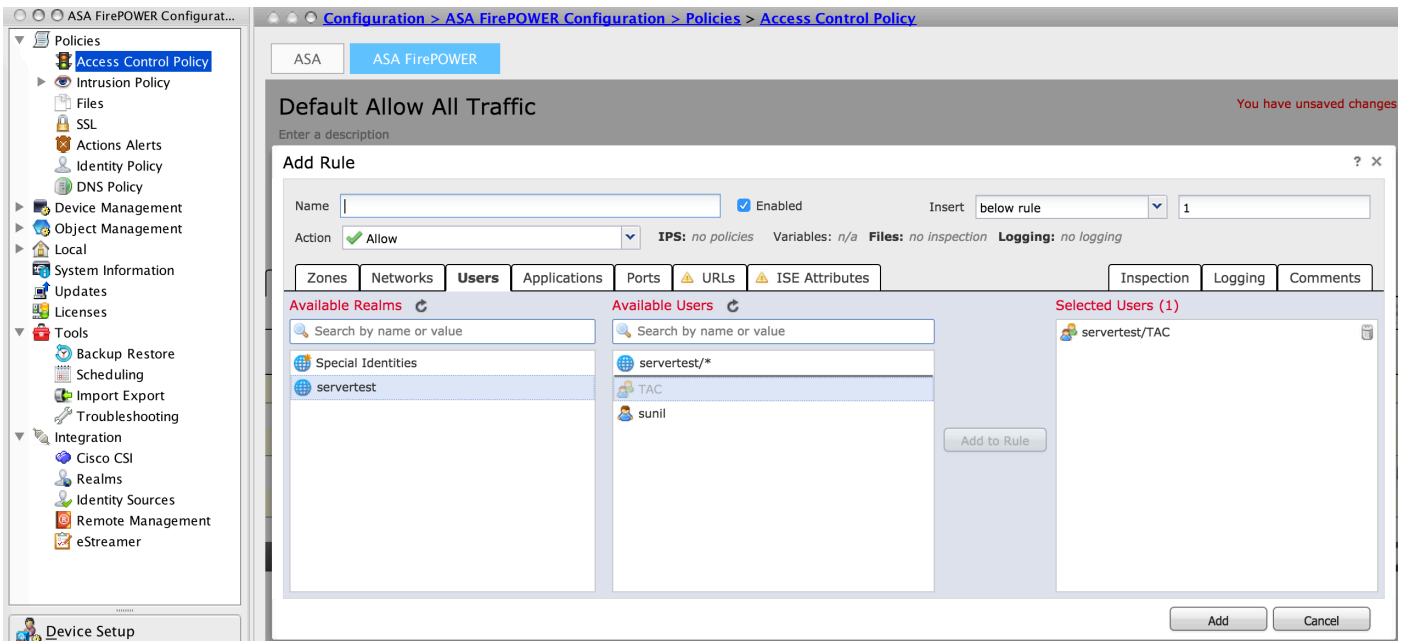 ASA FirePOWER Configurat...
Policies
Access Control Policy
Intrusion Policy
Files
SSL
Actions Alerts
Identity Policy
DNS Policy
Device Management
Object Management
Local
System Information
Updates
Licenses
Tools
Backup Restore
Scheduling
Import Export
Troubleshooting
Integration
Cisco CSI
Realms
Identity Sources
Remote Management
eStreamer
Device Setup
Configuration > ASA FirePOWER Configuration > Policies > Access Control Policy
ASA ASA FirePOWER
Default Allow All Traffic You have unsaved changes
Enter a description
Add Rule ? ×
Name Enabled Insert below rule 1
Action Allow IPS: no policies Variables: n/a Files: no inspection Logging: no logging
Zones Networks Users Applications Ports URLs ISE Attributes Inspection Logging Comments
Available Realms Available Users Selected Users (1)
Search by name or value Search by name or value servertest/TAC
Special Identities servertest/*
servertest TAC
sunil
Add to Rule
Add Cancel